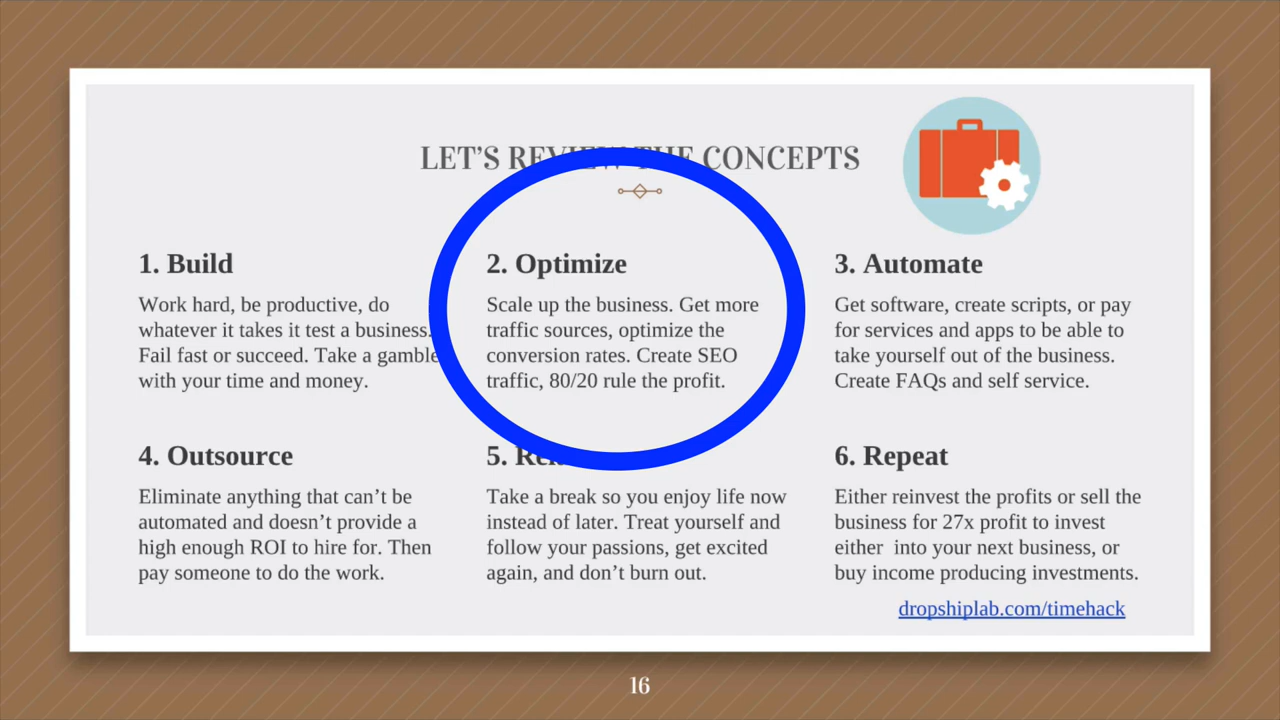 LET'S REVIEW THE CONCEPTS
1. Build
Work hard, be productive, do
whatever it takes it test a business.
Fail fast or succeed. Take a gamble
with your time and money.
2. Optimize
Scale up the business. Get more
traffic sources, optimize the
conversion rates. Create SEO
traffic, 80/20 rule the profit.
3. Automate
Get software, create scripts, or pay
for services and apps to be able to
take yourself out of the business.
Create FAQs and self service.
4. Outsource
Eliminate anything that can't be
automated and doesn't provide a
high enough ROI to hire for. Then
pay someone to do the work.
5.
Take a break so you enjoy life now
instead of later. Treat yourself and
follow your passions, get excited
again, and don't burn out.
6. Repeat
Either reinvest the profits or sell the
business for 27x profit to invest
either into your next business, or
buy income producing investments.
dropshiplab.com/timehack
16